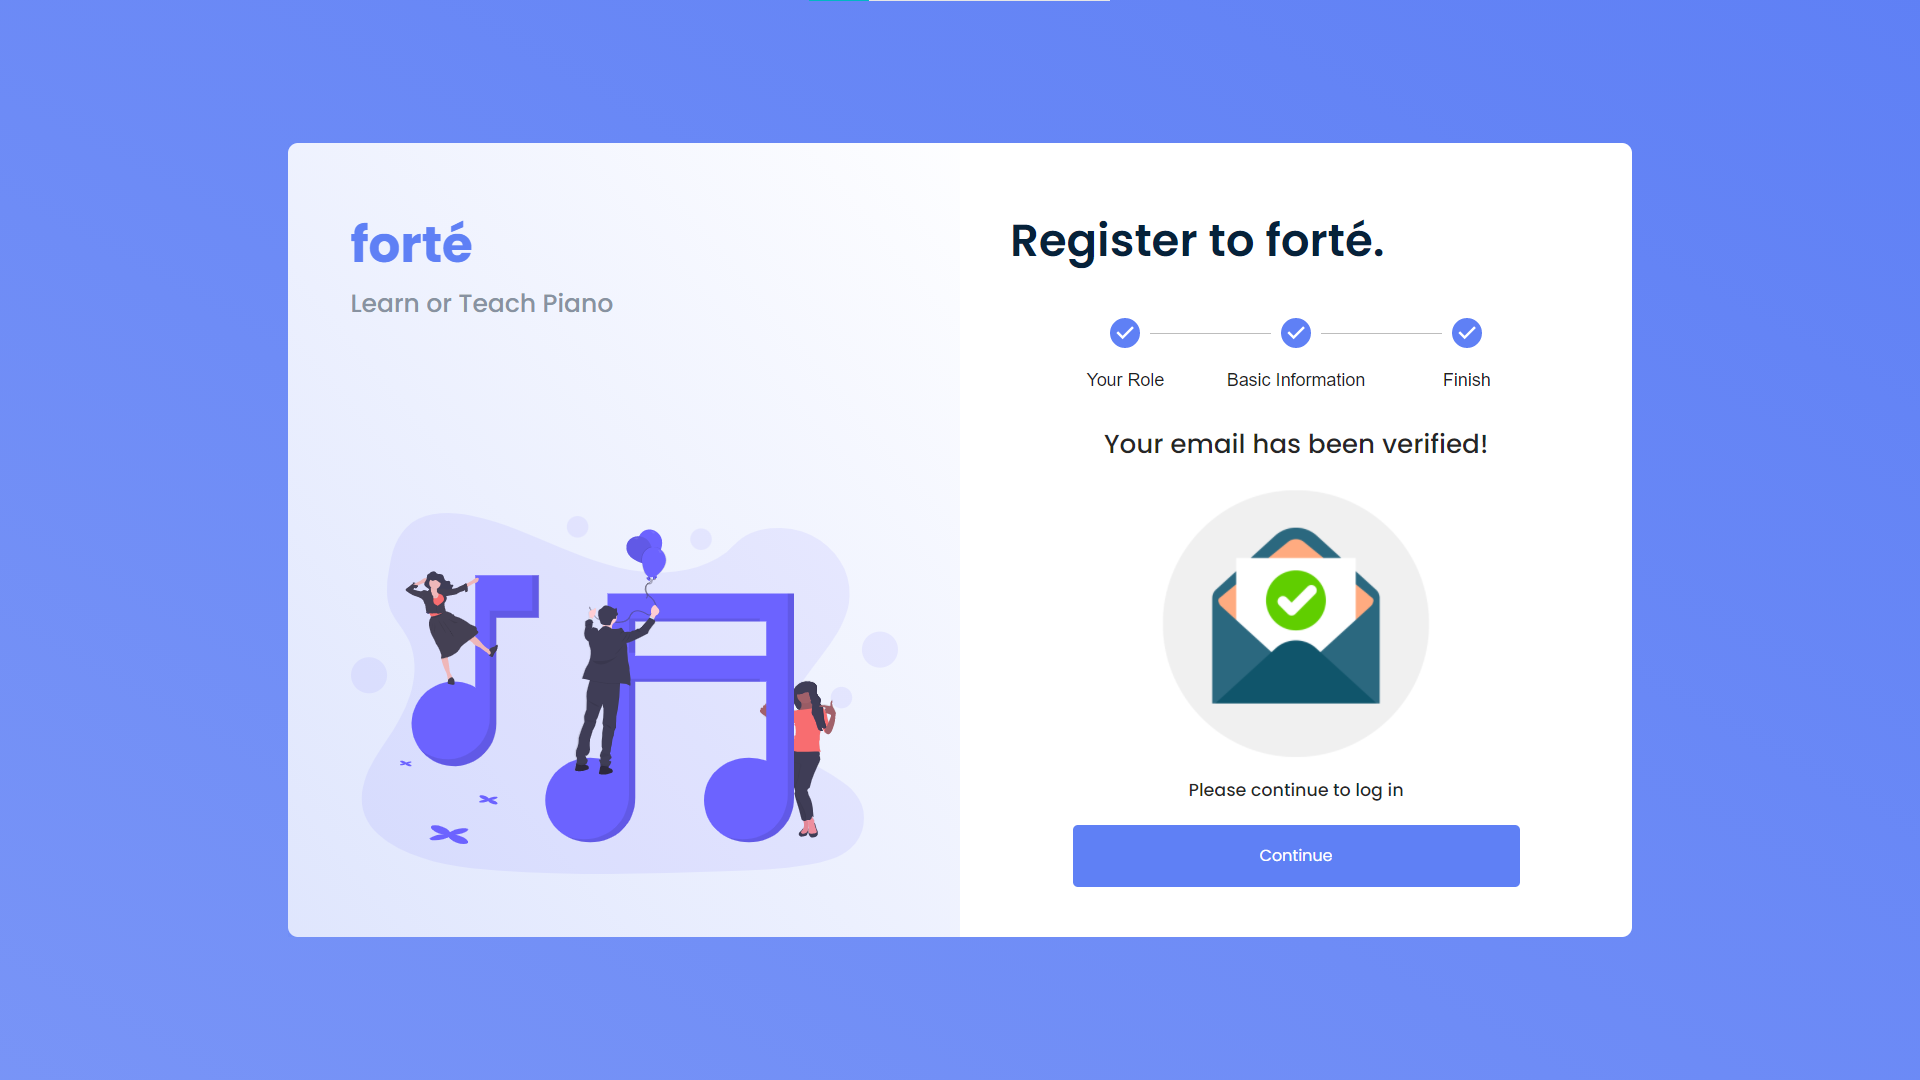 forté
Learn or Teach Piano
Register to forté.
Your Role
Basic Information
Finish
Your email has been verified!
Please continue to log in
Continue